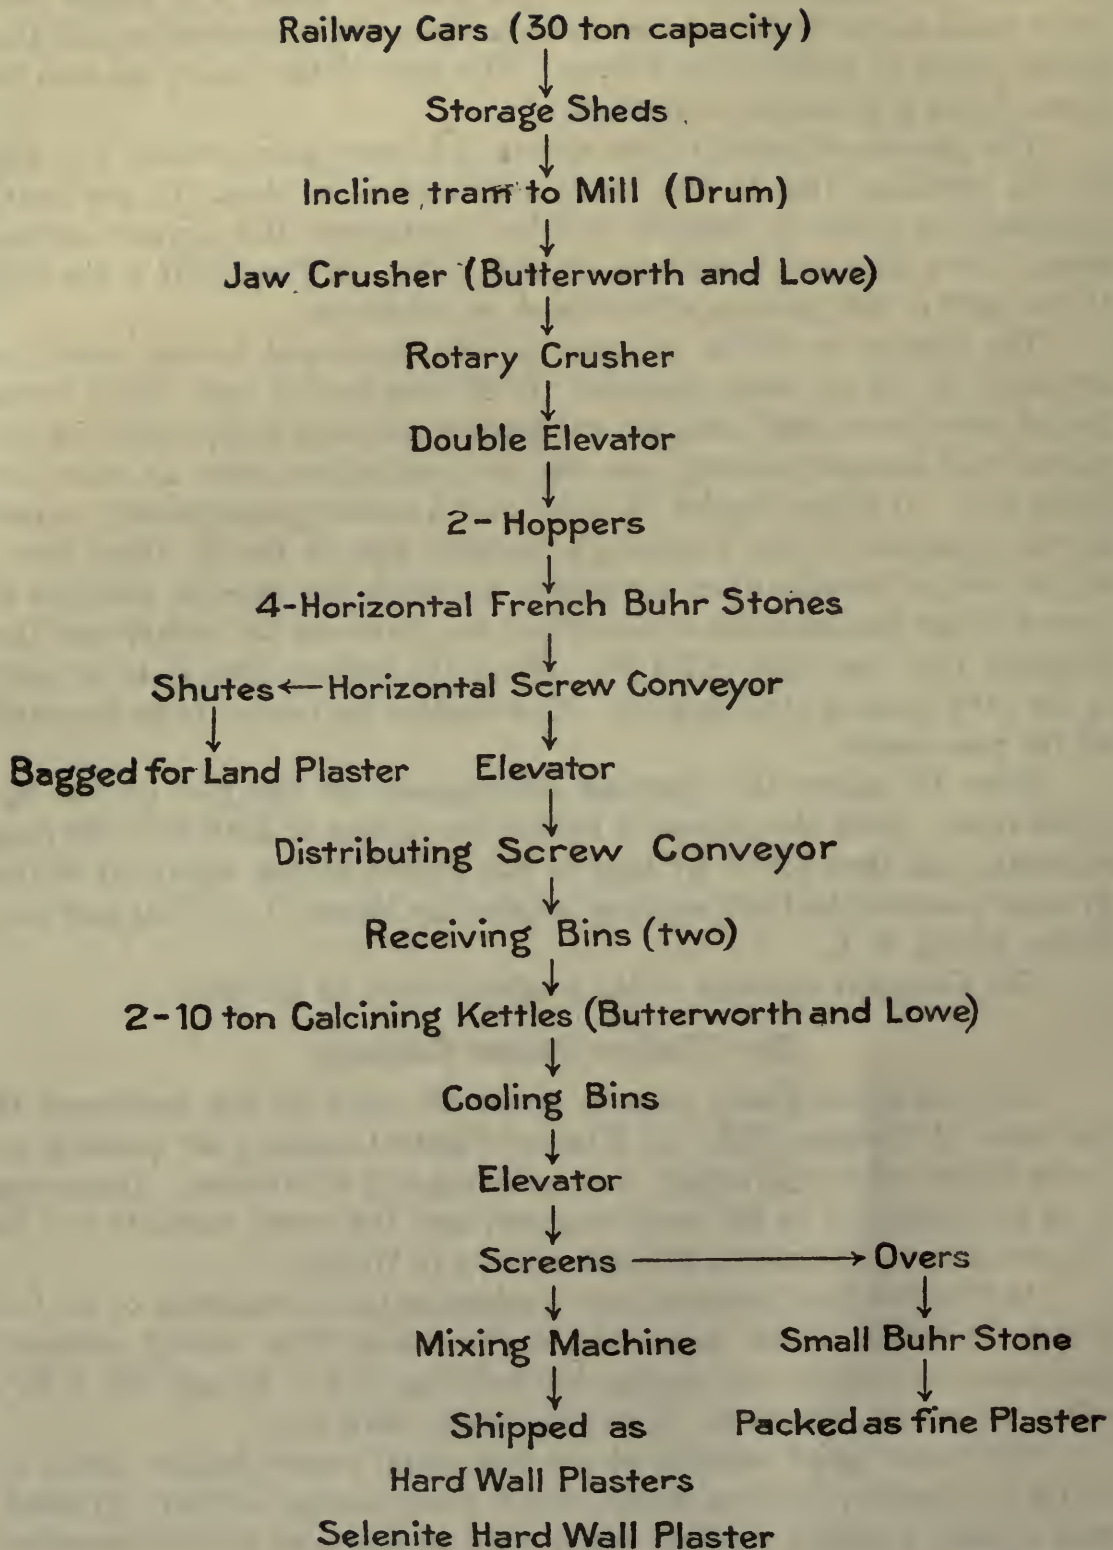 Railway Cars (30 ton capacity)
Storage Sheds
Incline tram to Mill (Drum)
Jaw Crusher (Butterworth and Lowe)
Rotary Crusher
Double Elevator
2-Hoppers
4-Horizontal French Buhr Stones
Shutes Horizontal Screw Conveyor
Bagged for Land Plaster Elevator
Distributing Screw Conveyor
Receiving Bins (two)
2-10 ton Calcining Kettles (Butterworth and Lowe)
Cooling Bins
Elevator
Screens Overs
Mixing Machine Small Buhr Stone
Shipped as Packed as fine Plaster
Hard Wall Plasters
Selenite Hard Wall Plaster